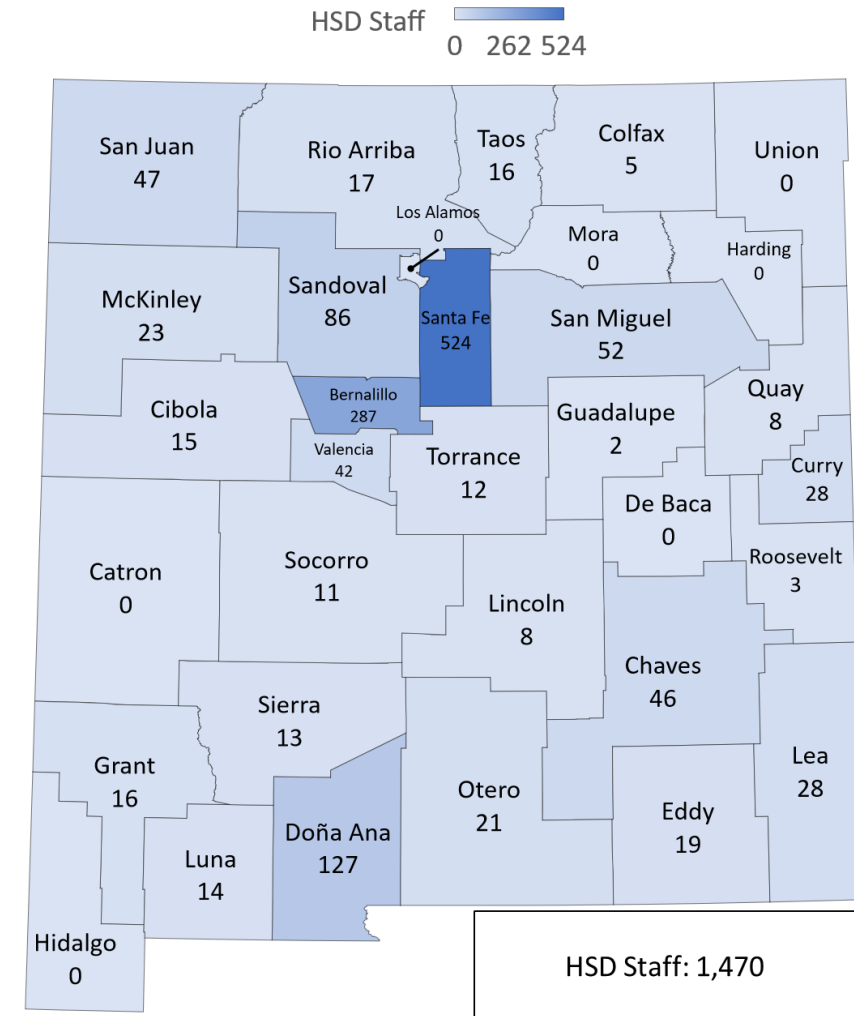 HSD Staff
0 262 524
San Juan
47
Rio Arriba
17
Taos
16
Colfax
5
Union
0
Los Alamos
0
Mora
0
Harding
0
McKinley
23
Sandoval
86
Santa Fe
524
San Miguel
52
Cibola
15
Bernalillo
287
Valencia
42
Torrance
12
Guadalupe
2
Quay
8
Curry
28
De Baca
0
Roosevelt
3
Catron
0
Socorro
11
Lincoln
8
Chaves
46
Sierra
13
Grant
16
Doña Ana
127
Otero
21
Eddy
19
Lea
28
Luna
14
Hidalgo
0
HSD Staff: 1,470